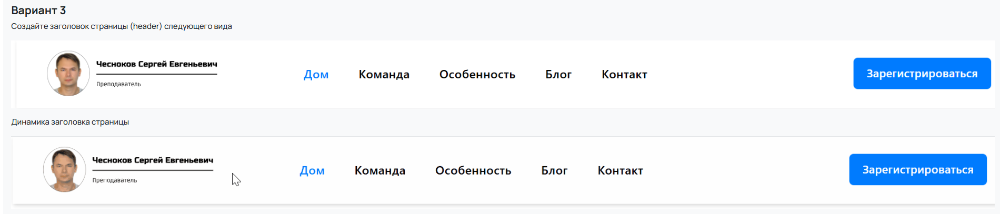 Вариант 3
Создайте заголовок страницы (header) следующего вида
Чесноков Сергей Евгеньевич
Преподаватель
Дом Команда Особенность Блог Контакт
Зарегистрироваться
Динамика заголовка страницы
Чесноков Сергей Евгеньевич
Преподаватель
Дом Команда Особенность Блог Контакт
Зарегистрироваться